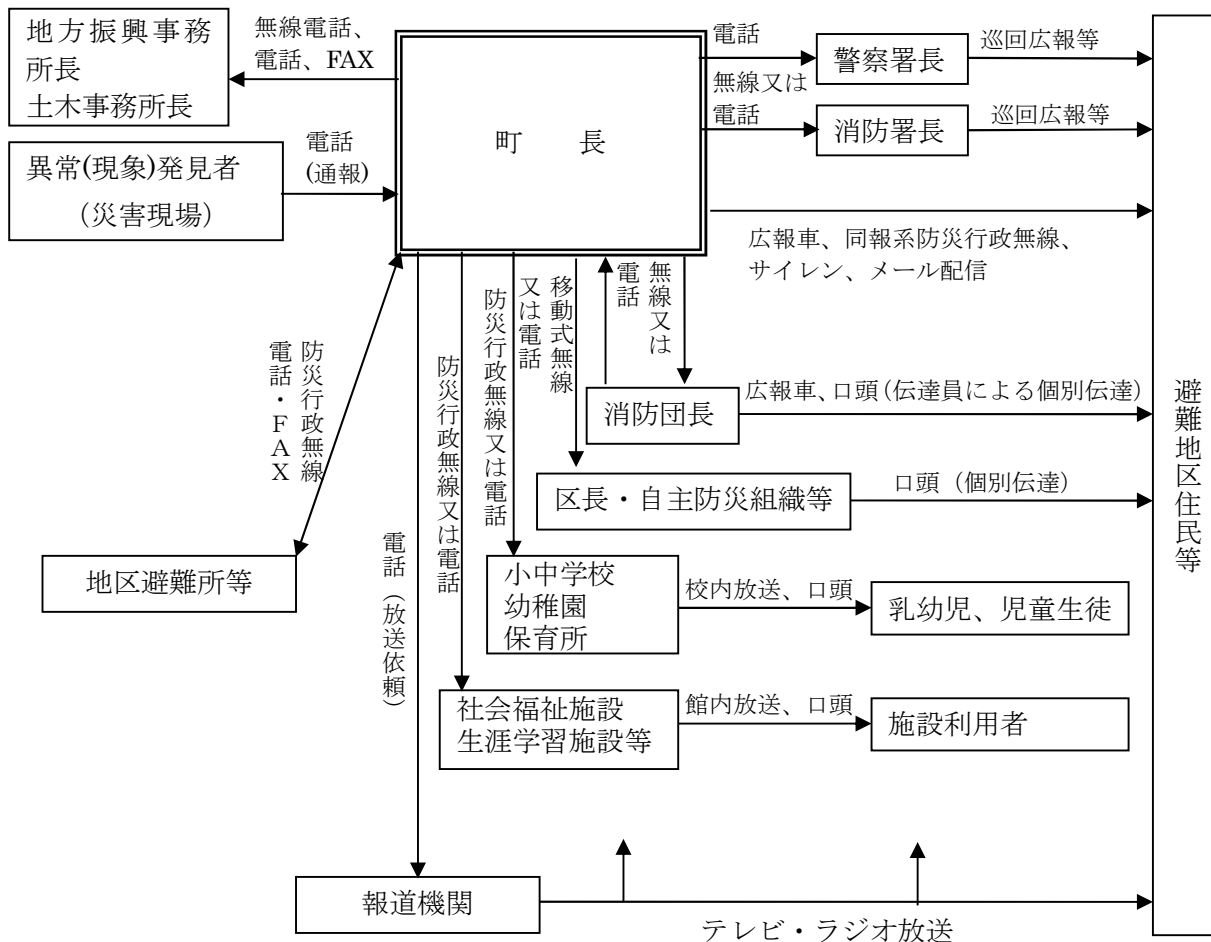 地方振興事務
所長
土木事務所長
無線電話、
電話、FAX
異常(現象)発見者
（災害現場）
電話
(通報)
町　　長
電話
警察署長
巡回広報等
無線又は
電話
消防署長
巡回広報等
広報車、同報系防災行政無線、
サイレン、メール配信
無線又は
電話
消防団長
広報車、口頭(伝達員による個別伝達)
移動式無線
又は電話
区長・自主防災組織等
口頭（個別伝達）
防災行政無線又は電話
小中学校
幼稚園
保育所
校内放送、口頭
乳幼児、児童生徒
防災行政無線又は電話
社会福祉施設
生涯学習施設等
館内放送、口頭
施設利用者
防災行政無線
電話・ＦＡＸ
地区避難所等
電話（放送依頼）
報道機関
テレビ・ラジオ放送
避難地区住民等